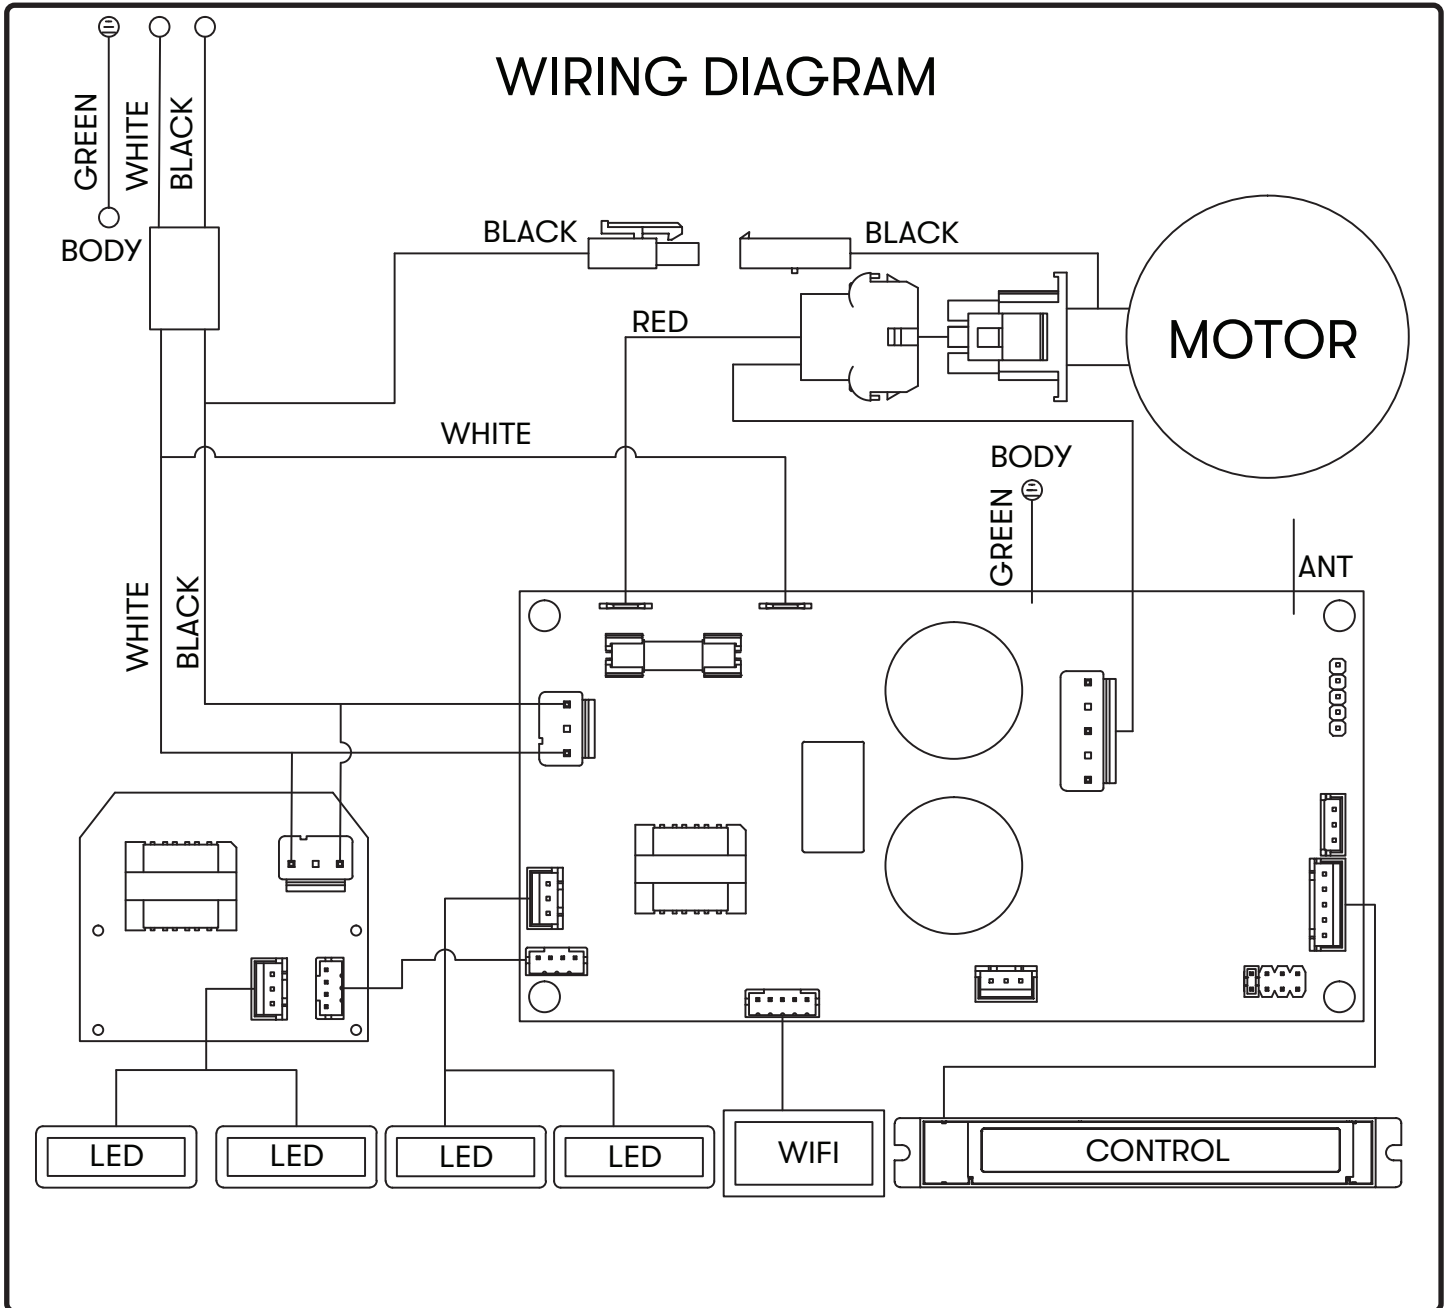 WIRING DIAGRAM
GREEN
WHITE
BLACK
BODY
BLACK
BLACK
RED
MOTOR
WHITE
BODY
GREEN
ANT
WHITE
BLACK
LED
LED
LED
LED
WIFI
CONTROL